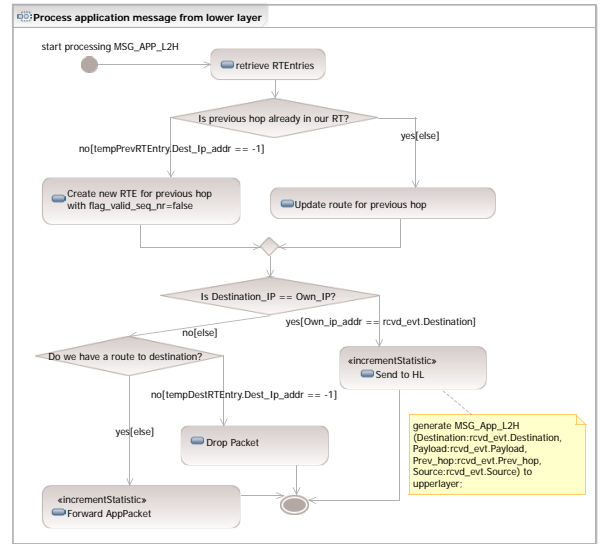 Process application message from lower layer
start processing MSG_APP_L2H
retrieve RTEntries
Is previous hop already in our RT?
yes[else]
no[tempPrevRTEntry.Dest_Ip_addr == -1]
Create new RTE for previous hop
with flag_valid_seq_nr=false
Update route for previous hop
Is Destination_IP == Own_IP?
yes[Own_ip_addr == rcvd_evt.Destination]
no[else]
Do we have a route to destination?
«incrementStatistic»
Send to HL
no[tempDestRTEntry.Dest_Ip_addr == -1]
yes[else]
Drop Packet
generate MSG_App_L2H
(Destination:rcvd_evt.Destination,
Payload:rcvd_evt.Payload,
Prev_hop:rcvd_evt.Prev_hop,
Source:rcvd_evt.Source) to
upperlayer;
«incrementStatistic»
Forward AppPacket